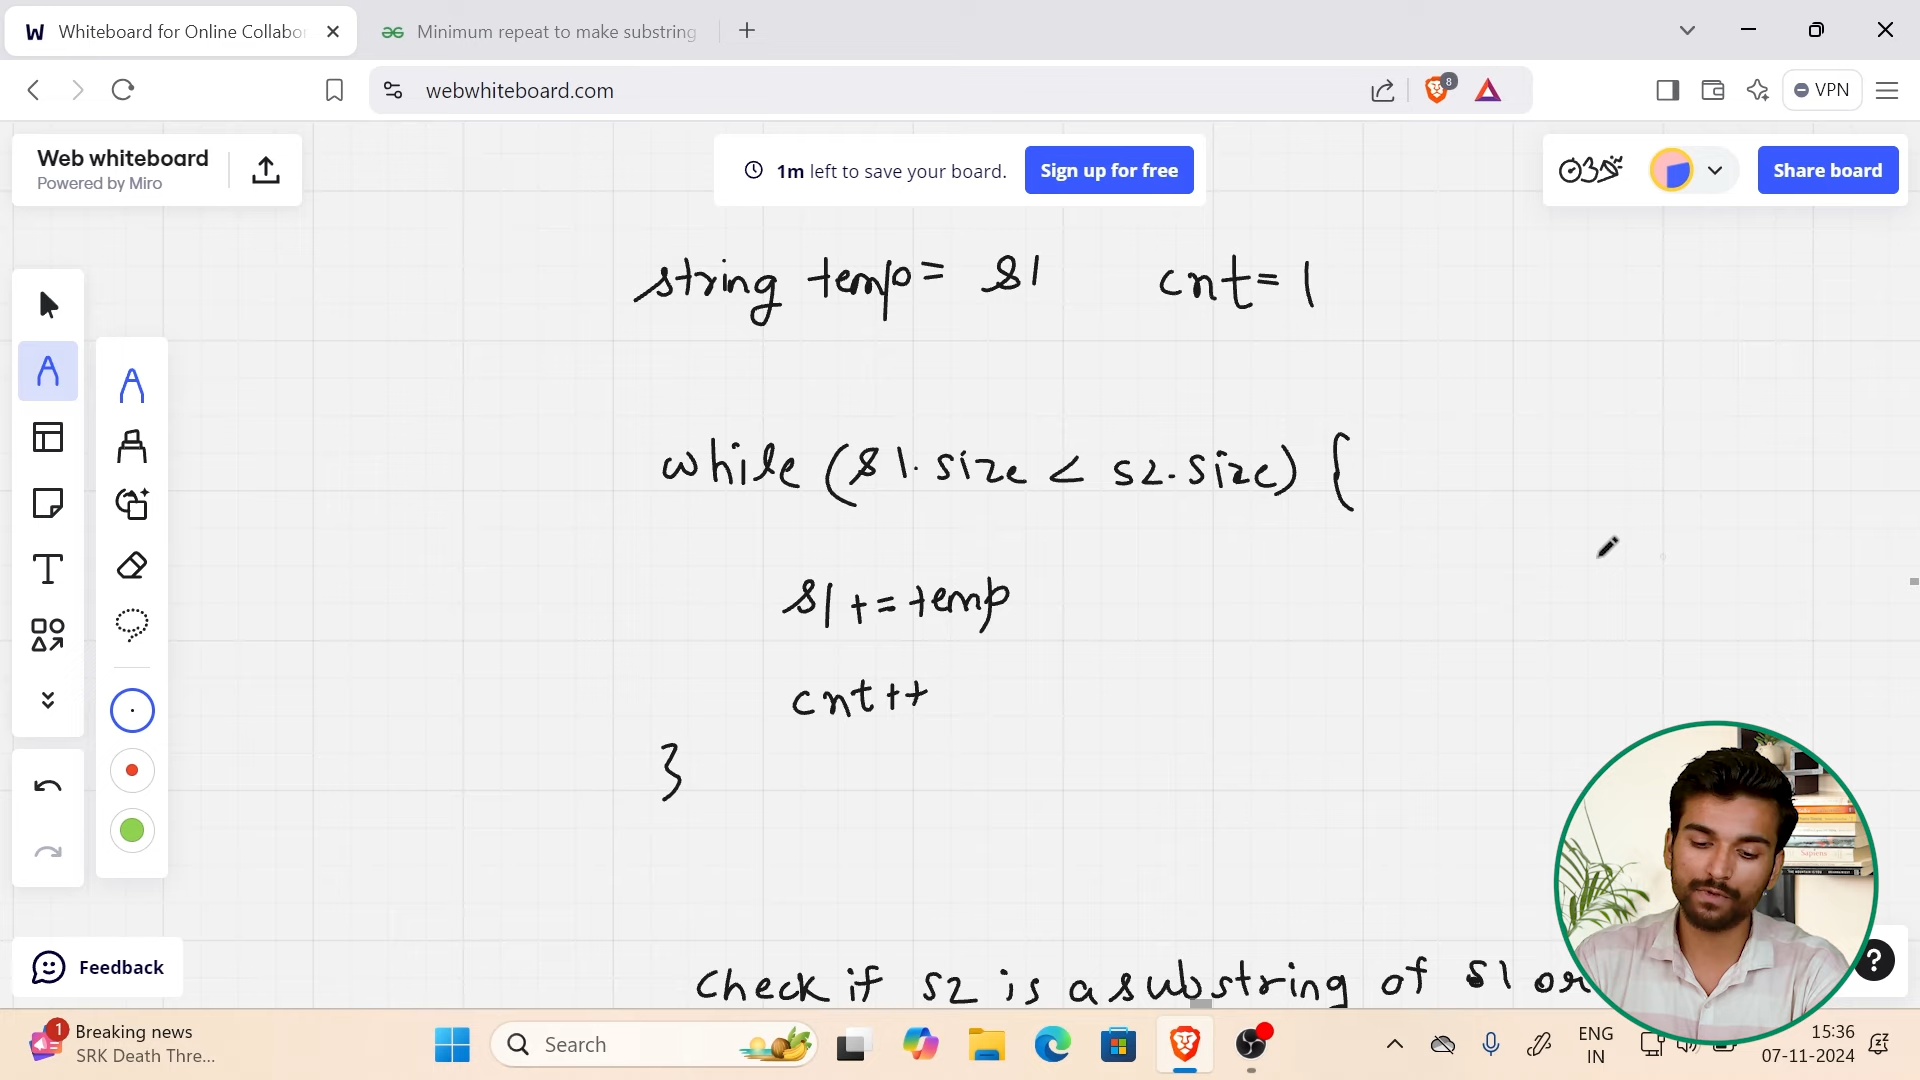 Whiteboard for Online Collabor
Minimum repeat to make substring
webwhiteboard.com
8
VPN
Web whiteboard
Powered by Miro
1m left to save your board.
Sign up for free
Share board
string temp = s1 cnt = 1
while (s1.size < s2.size) {
s1 += temp
cnt++
}
Check if s2 is a substring of s1 or
Feedback
?
1
Breaking news
SRK Death Thre...
Search
ENG
IN
15:36
07-11-2024